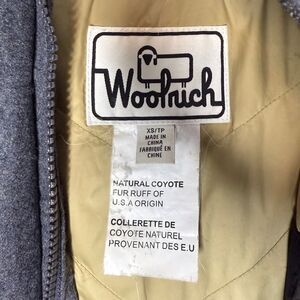 Woolrich
XS/TP
MADE IN
CHINA
FABRIQUÉ EN
CHINE
NATURAL COYOTE
FUR RUFF OF
U.S.A ORIGIN
COLLERETTE DE
COYOTE NATUREL
PROVENANT DES E.U